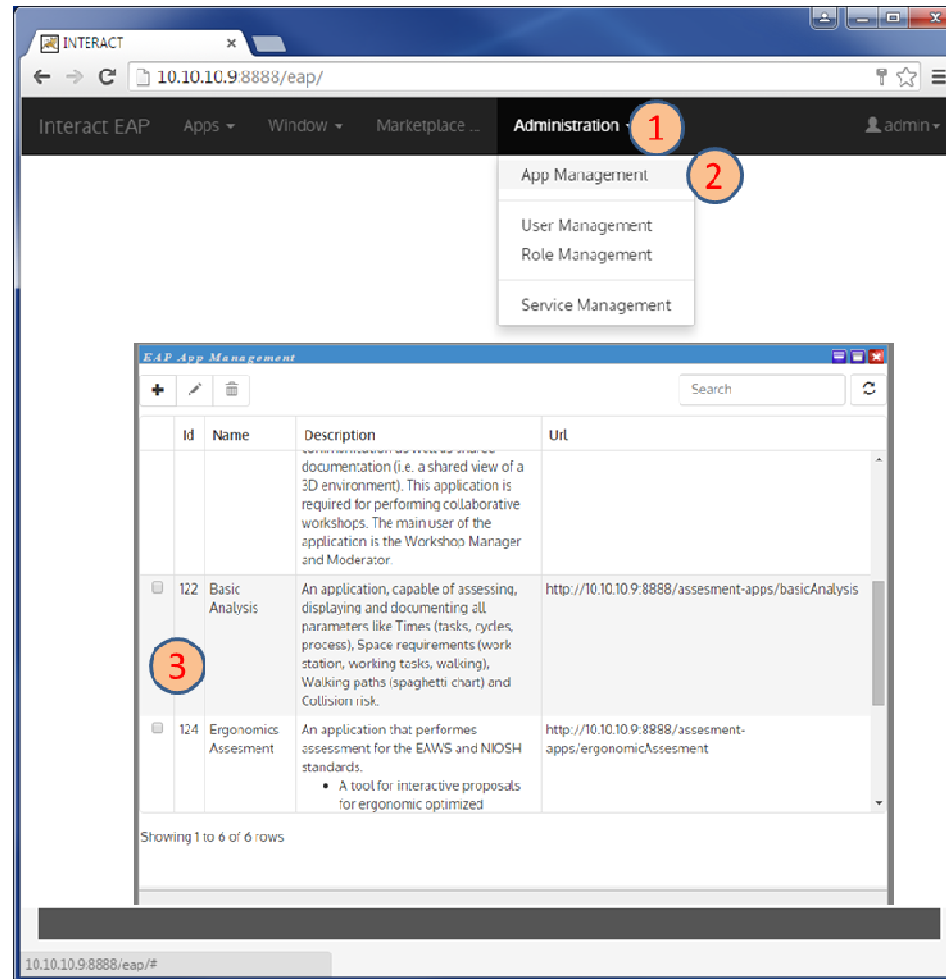 INTERACT
10.10.10.9:8888/eap/
Interact EAP Apps Window Marketplace ... Administration 1 admin
App Management 2
User Management
Role Management
Service Management
EAP App Management
Search
Id Name Description Url
communication as well as shared
documentation (i.e. a shared view of a
3D environment). This application is
required for performing collaborative
workshops. The main user of the
application is the Workshop Manager
and Moderator.
122 Basic Analysis An application, capable of assessing, http://10.10.10.9:8888/assesment-apps/basicAnalysis
displaying and documenting all
parameters like Times (tasks, cycles,
process), Space requirements (work
station, working tasks, walking),
Walking paths (spaghetti chart) and
Collision risk.
3
124 Ergonomics An application that performes http://10.10.10.9:8888/assesment-
Assesment assessment for the EAWS and NIOSH apps/ergonomicAssesment
standards.
• A tool for interactive proposals
for ergonomic optimized
Showing 1 to 6 of 6 rows
10.10.10.9:8888/eap/#